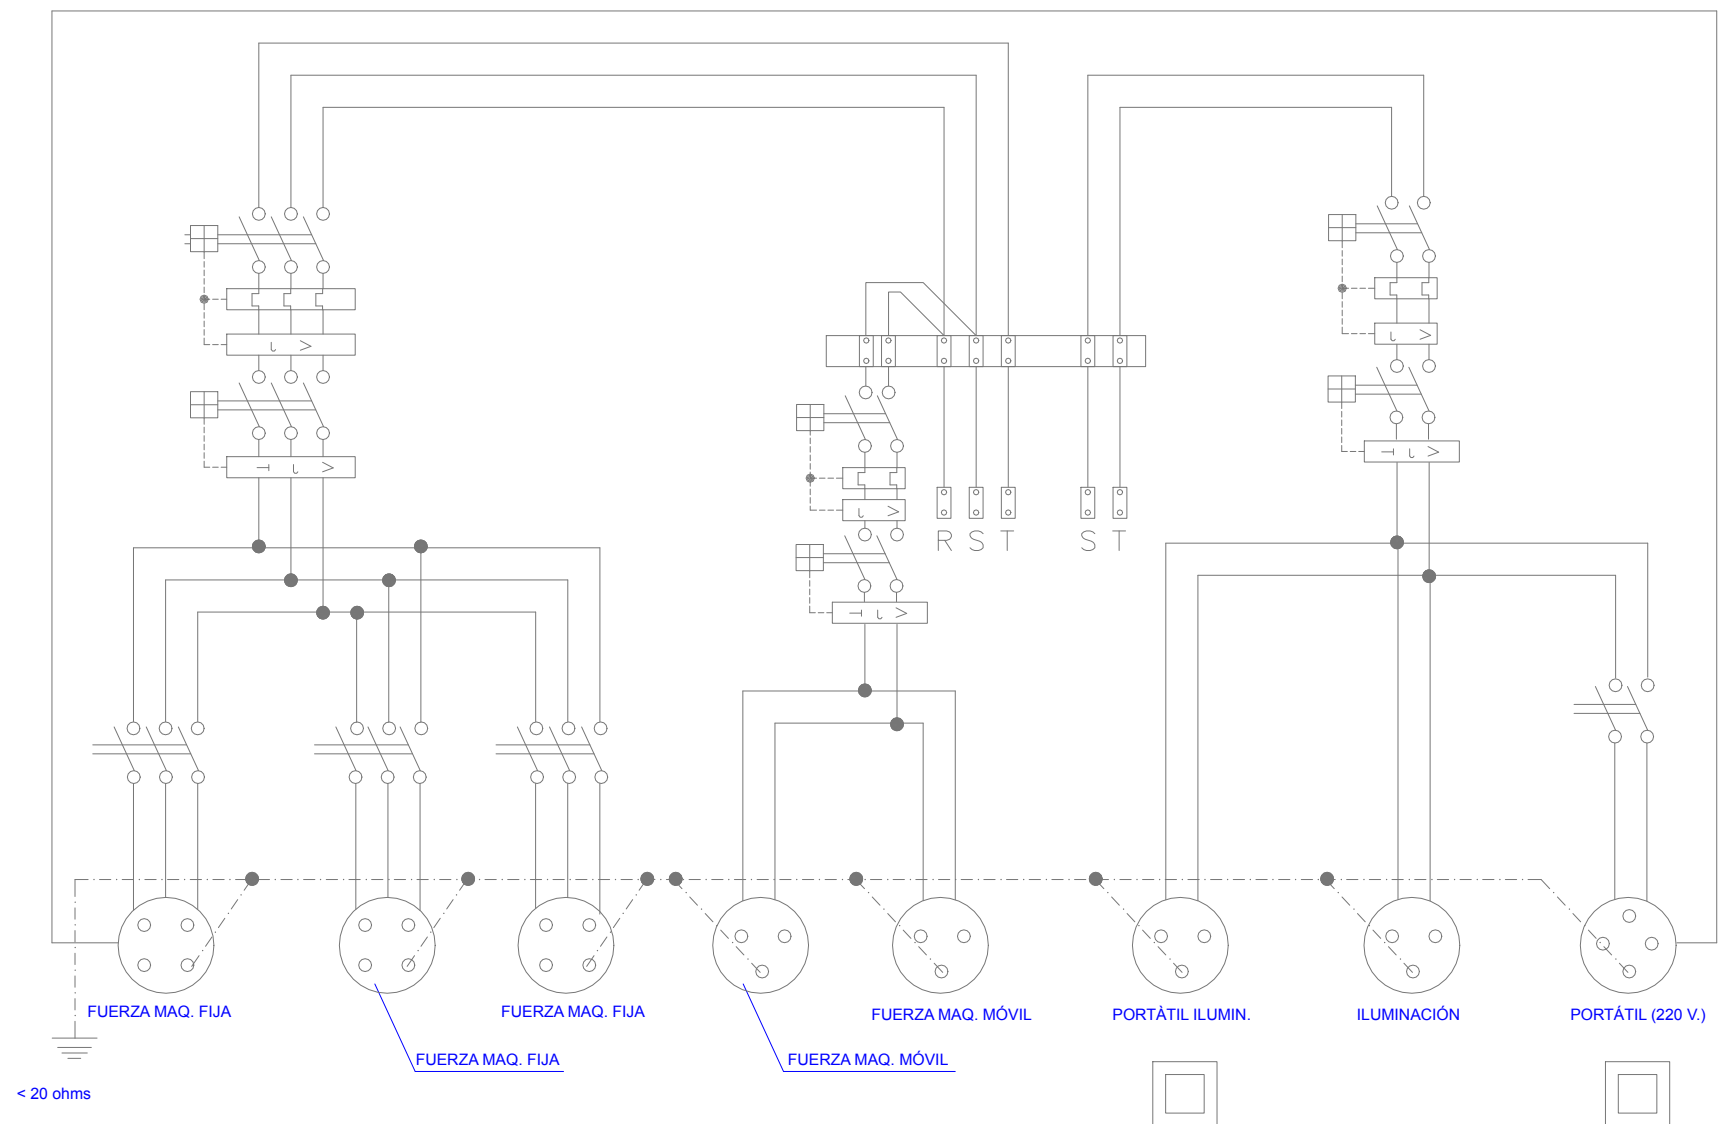 R S T S T
FUERZA MAQ. FIJA
FUERZA MAQ. FIJA
FUERZA MAQ. MÓVIL
PORTÀTIL ILUMIN.
ILUMINACIÓN
PORTÁTIL (220 V.)
FUERZA MAQ. FIJA
FUERZA MAQ. MÓVIL
< 20 ohms